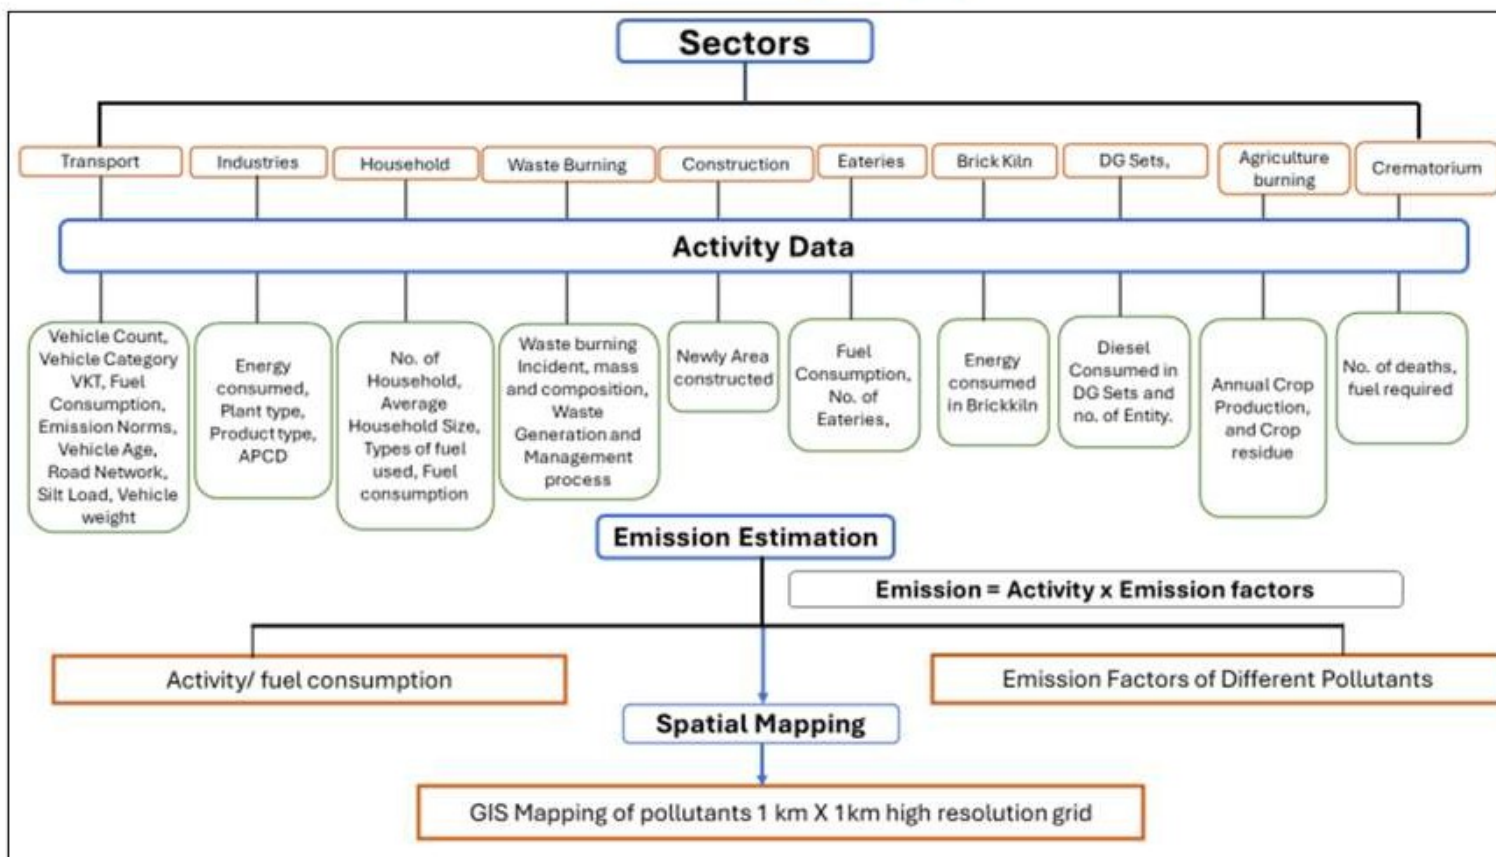 Sectors
Transport
Industries
Household
Waste Burning
Construction
Eateries
Brick Kiln
DG Sets,
Agriculture
burning
Crematorium
Activity Data
Vehicle Count,
Vehicle Category
VKT, Fuel
Consumption,
Emission Norms,
Vehicle Age,
Road Network,
Silt Load, Vehicle
weight
Energy
consumed,
Plant type,
Product type,
APCD
No. of
Household,
Average
Household Size,
Types of fuel
used, Fuel
consumption
Waste burning
Incident, mass
and composition,
Waste
Generation and
Management
process
Newly Area
constructed
Fuel
Consumption,
No. of
Eateries,
Energy
consumed
in Brickkiln
Diesel
Consumed in
DG Sets and
no. of Entity.
Annual Crop
Production,
and Crop
residue
No. of deaths,
fuel required
Emission Estimation
Emission = Activity x Emission factors
Activity/ fuel consumption
Emission Factors of Different Pollutants
Spatial Mapping
GIS Mapping of pollutants 1 km X 1km high resolution grid